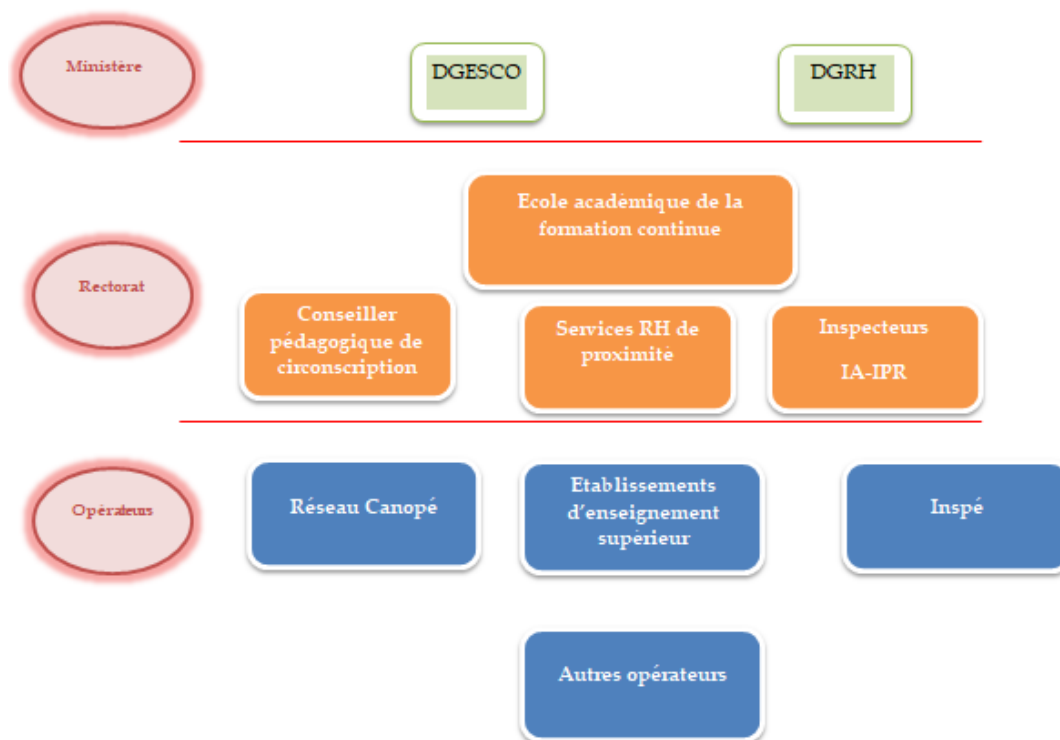 Ministère
DGESCO
DGRH
Ecole académique de la
formation continue
Rectorat
Conseiller
pédagogique de
circonscription
Services RH de
proximité
Inspecteurs
IA-IPR
Opérateurs
Réseau Canopé
Etablissements
d'enseignement
supérieur
Inspé
Autres opérateurs